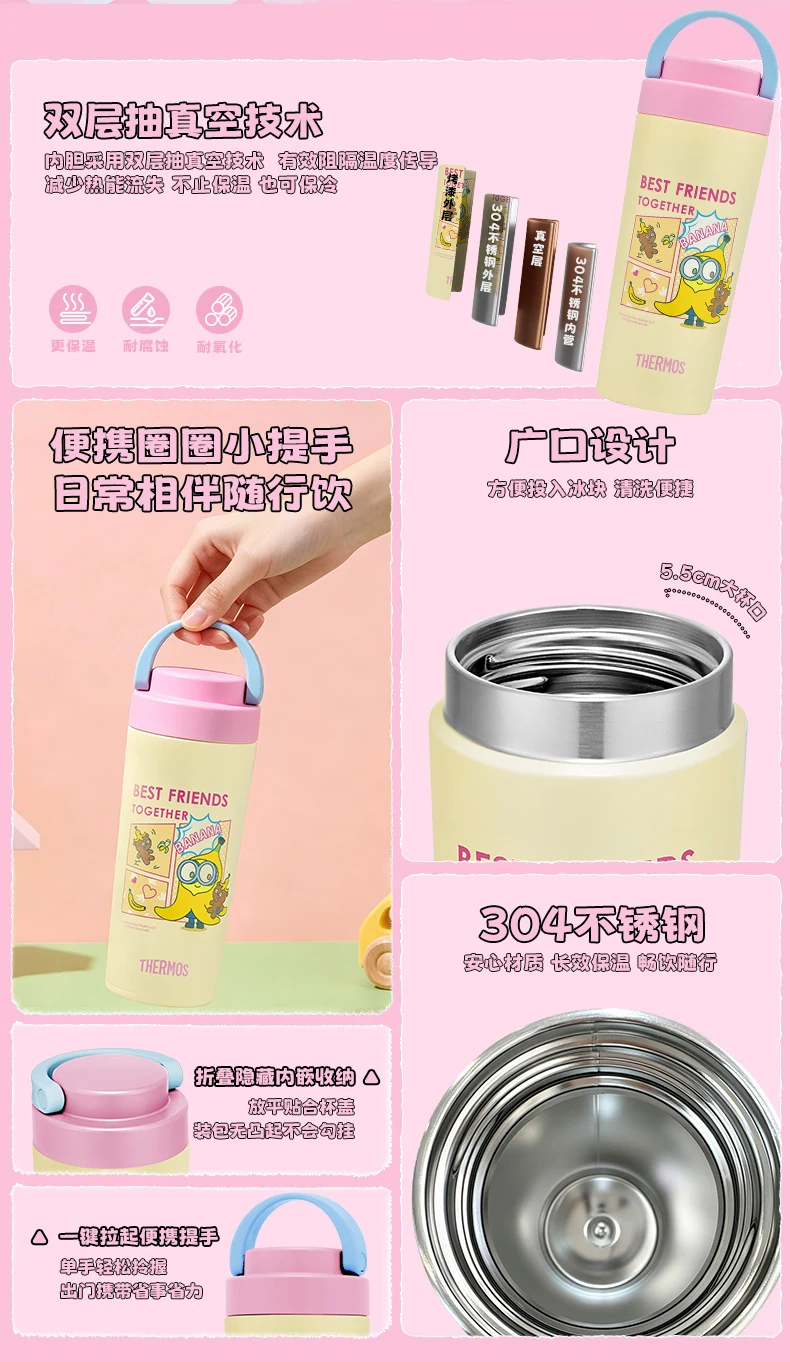 双层抽真空技术
内胆采用双层抽真空技术 有效阻隔温度传导
减少热能流失 不止保温 也可保冷
烤漆外层
304不锈钢外层
真空层
304不锈钢内管
更保温
耐腐蚀
耐氧化
BEST FRIENDS
TOGETHER
BANANA
THERMOS
便携圈圈小提手
日常相伴随行饮
BEST FRIENDS
TOGETHER
BANANA
THERMOS
广口设计
方便投入冰块 清洗便捷
5.5cm大杯口
304不锈钢
安心材质 长效保温 畅饮随行
折叠隐藏内嵌收纳
放平贴合杯盖
装包无凸起不会勾挂
一键拉起便携提手
单手轻松拎握
出门携带省事省力